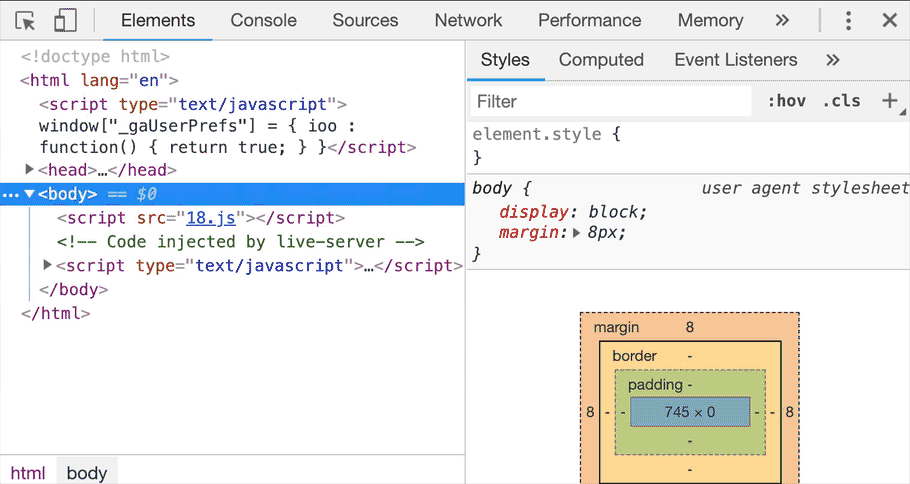 Elements Console Sources Network Performance Memory »
<!doctype html>
<html lang="en">
<script type="text/javascript">
window["_gaUserPrefs"] = { ioo :
function() { return true; } }</script>
▶<head>…</head>
…▼<body> == $0
<script src="18.js"></script>
<!-- Code injected by live-server -->
▶<script type="text/javascript">…</script>
</body>
</html>
html body
Styles Computed Event Listeners »
Filter :hov .cls +
element.style {
}
body { user agent stylesheet
display: block;
margin:▶ 8px;
}
margin 8
border -
padding -
8 - - 745 × 0 - - 8
-
-